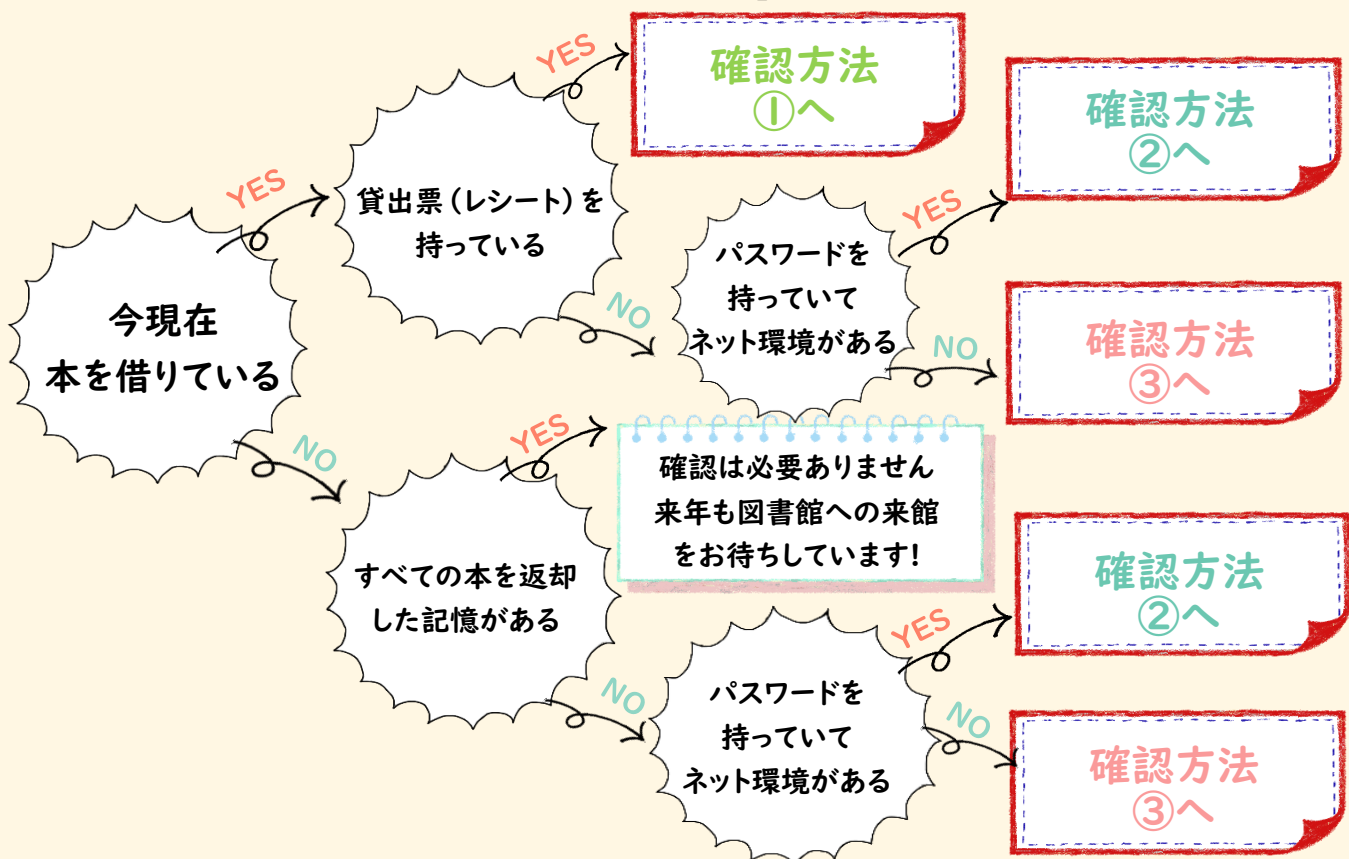 今現在
本を借りている
YES
貸出票(レシート)を
持っている
YES
確認方法
①へ
NO
パスワードを
持っていて
ネット環境がある
YES
確認方法
②へ
NO
確認方法
③へ
NO
すべての本を返却
した記憶がある
YES
確認は必要ありません
来年も図書館への来館
をお待ちしています!
NO
パスワードを
持っていて
ネット環境がある
YES
確認方法
②へ
NO
確認方法
③へ